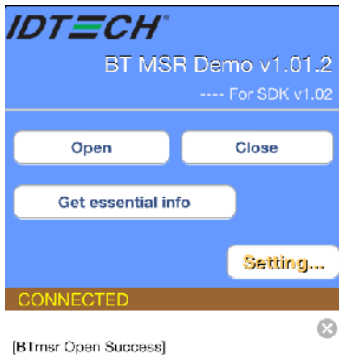 IDTECH®
BT MSR Demo v1.01.2
---- For SDK v1.02
Open Close
Get essential info
Setting...
CONNECTED
[BTmsr Open Success]